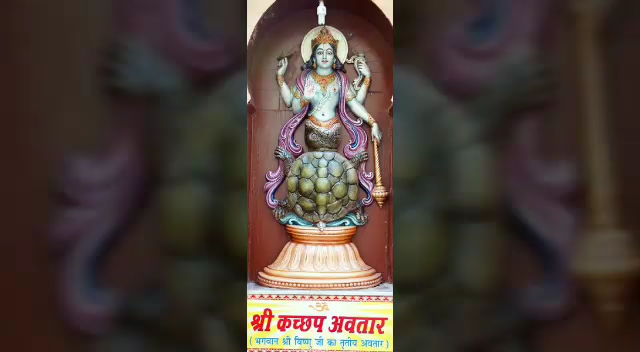 ॐ
श्री कच्छप अवतार
( भगवान श्री विष्णु जी का तृतीय अवतार )